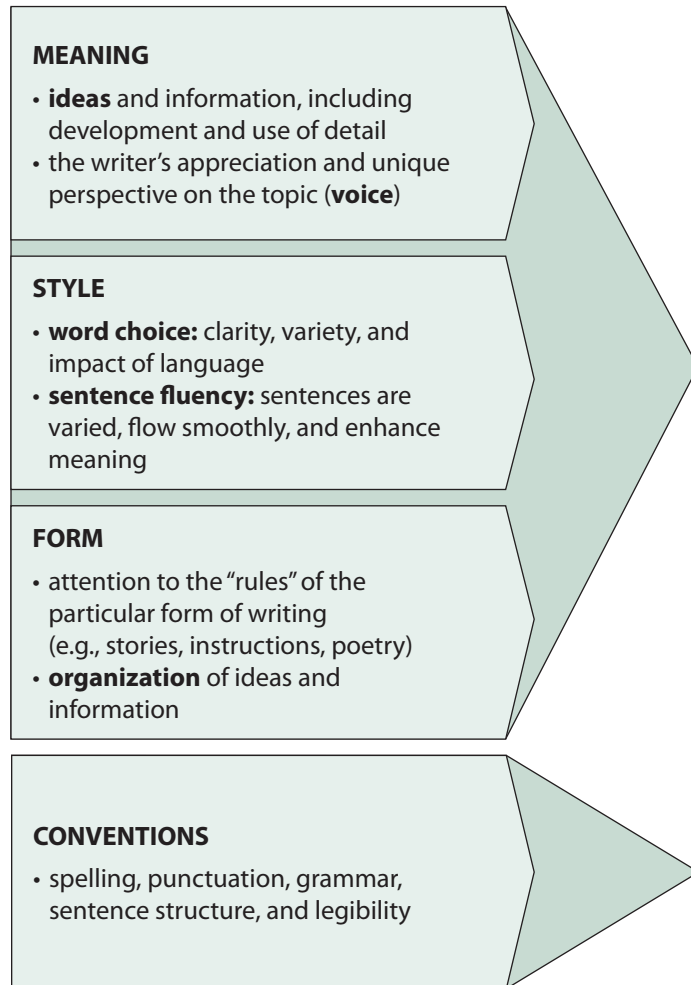 MEANING
• ideas and information, including
development and use of detail
• the writer’s appreciation and unique
perspective on the topic (voice)
STYLE
• word choice: clarity, variety, and
impact of language
• sentence fluency: sentences are
varied, flow smoothly, and enhance
meaning
FORM
• attention to the “rules” of the
particular form of writing
(e.g., stories, instructions, poetry)
• organization of ideas and
information
CONVENTIONS
• spelling, punctuation, grammar,
sentence structure, and legibility